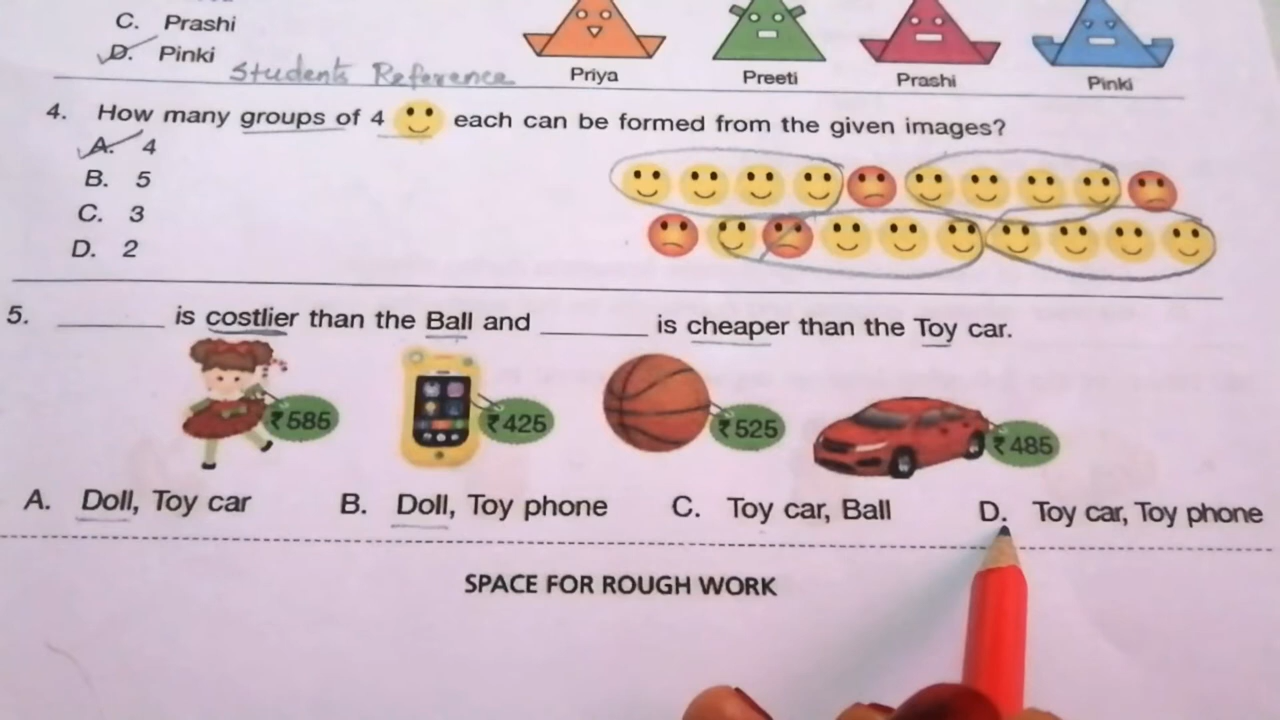 C. Prashi
D. Pinki
Students Reference
Priya Preeti Prashi Pinki
4. How many groups of 4 each can be formed from the given images?
A. 4
B. 5
C. 3
D. 2
5. ________ is costlier than the Ball and ________ is cheaper than the Toy car.
₹585 ₹425 ₹525 ₹485
A. Doll, Toy car B. Doll, Toy phone C. Toy car, Ball D. Toy car, Toy phone
SPACE FOR ROUGH WORK